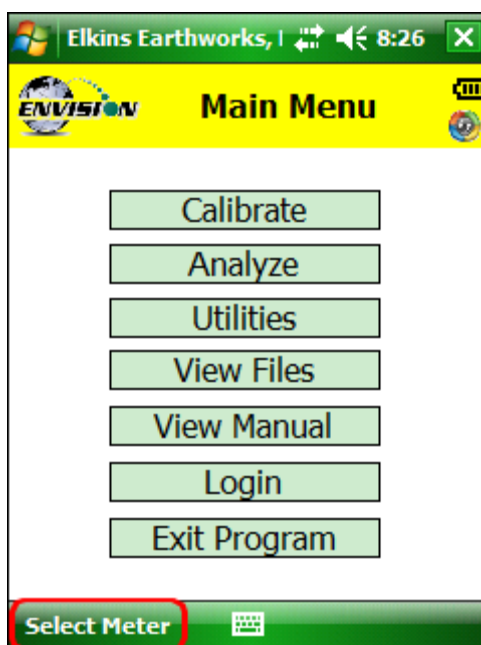 Elkins Earthworks, l 8:26
ENVISION Main Menu
Calibrate
Analyze
Utilities
View Files
View Manual
Login
Exit Program
Select Meter